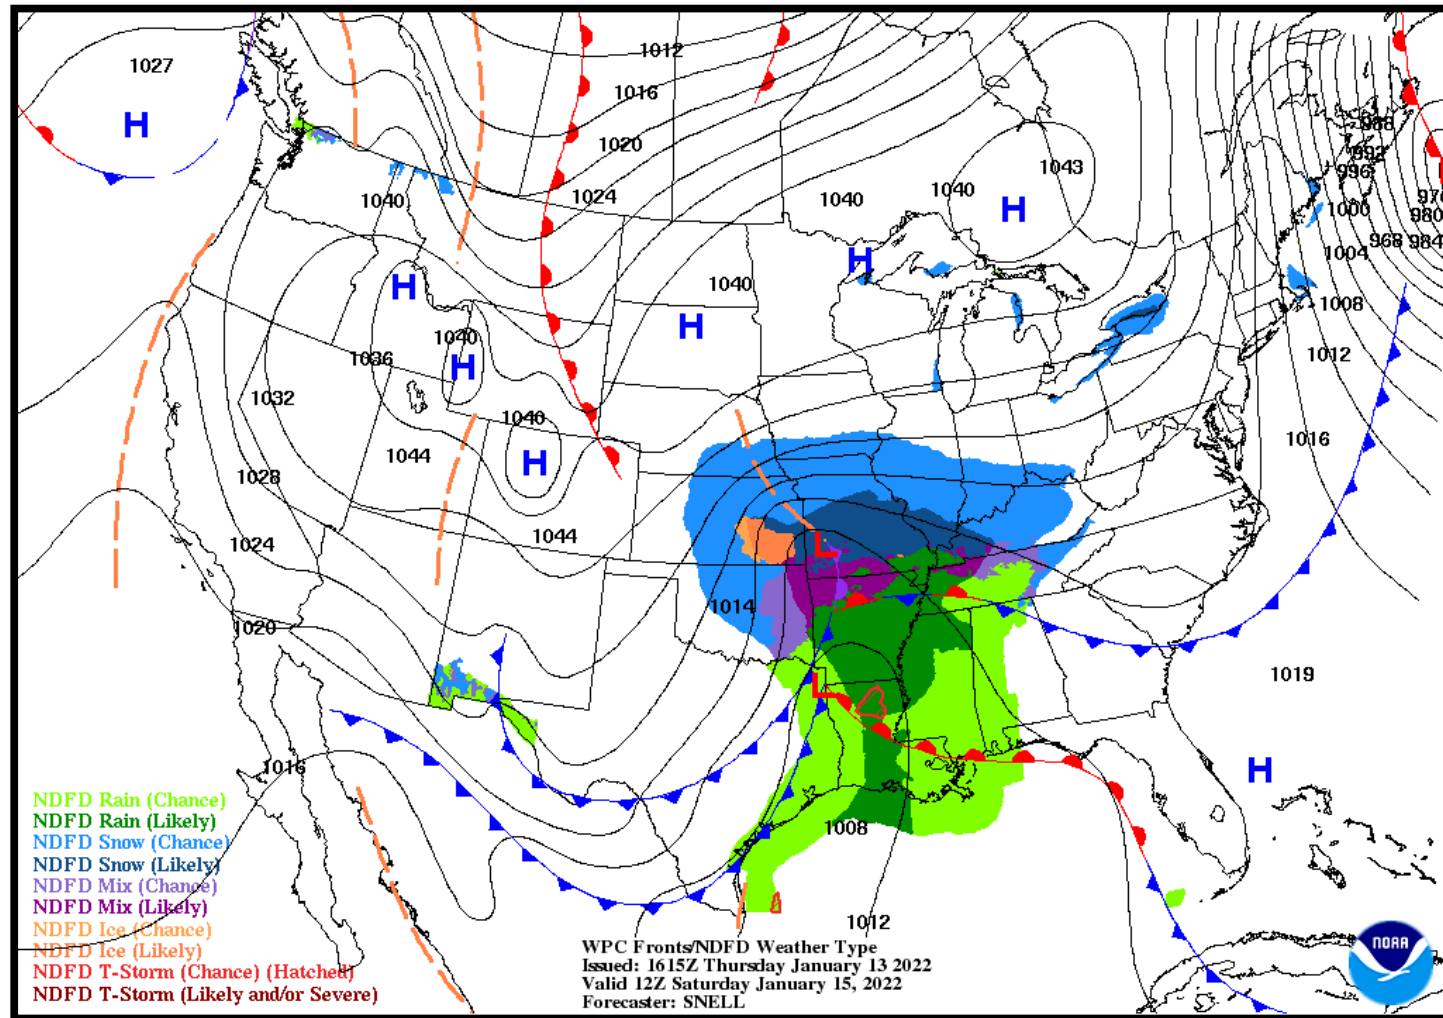 1027
H
1012
1016
1020
1024
1040
1040
1040
1043
H
H
988
992
996
1000
976
980
968
984
1004
1008
1012
1016
H
1040
H
1036
1040
H
1040
H
1032
1044
1028
1024
1044
1020
1014
L
L
1019
H
1016
1008
1012
NDFD Rain (Chance)
NDFD Rain (Likely)
NDFD Snow (Chance)
NDFD Snow (Likely)
NDFD Mix (Chance)
NDFD Mix (Likely)
NDFD Ice (Chance)
NDFD Ice (Likely)
NDFD T-Storm (Chance) (Hatched)
NDFD T-Storm (Likely and/or Severe)
WPC Fronts/NDFD Weather Type
Issued: 1615Z Thursday January 13 2022
Valid 12Z Saturday January 15, 2022
Forecaster: SNELL
NOAA